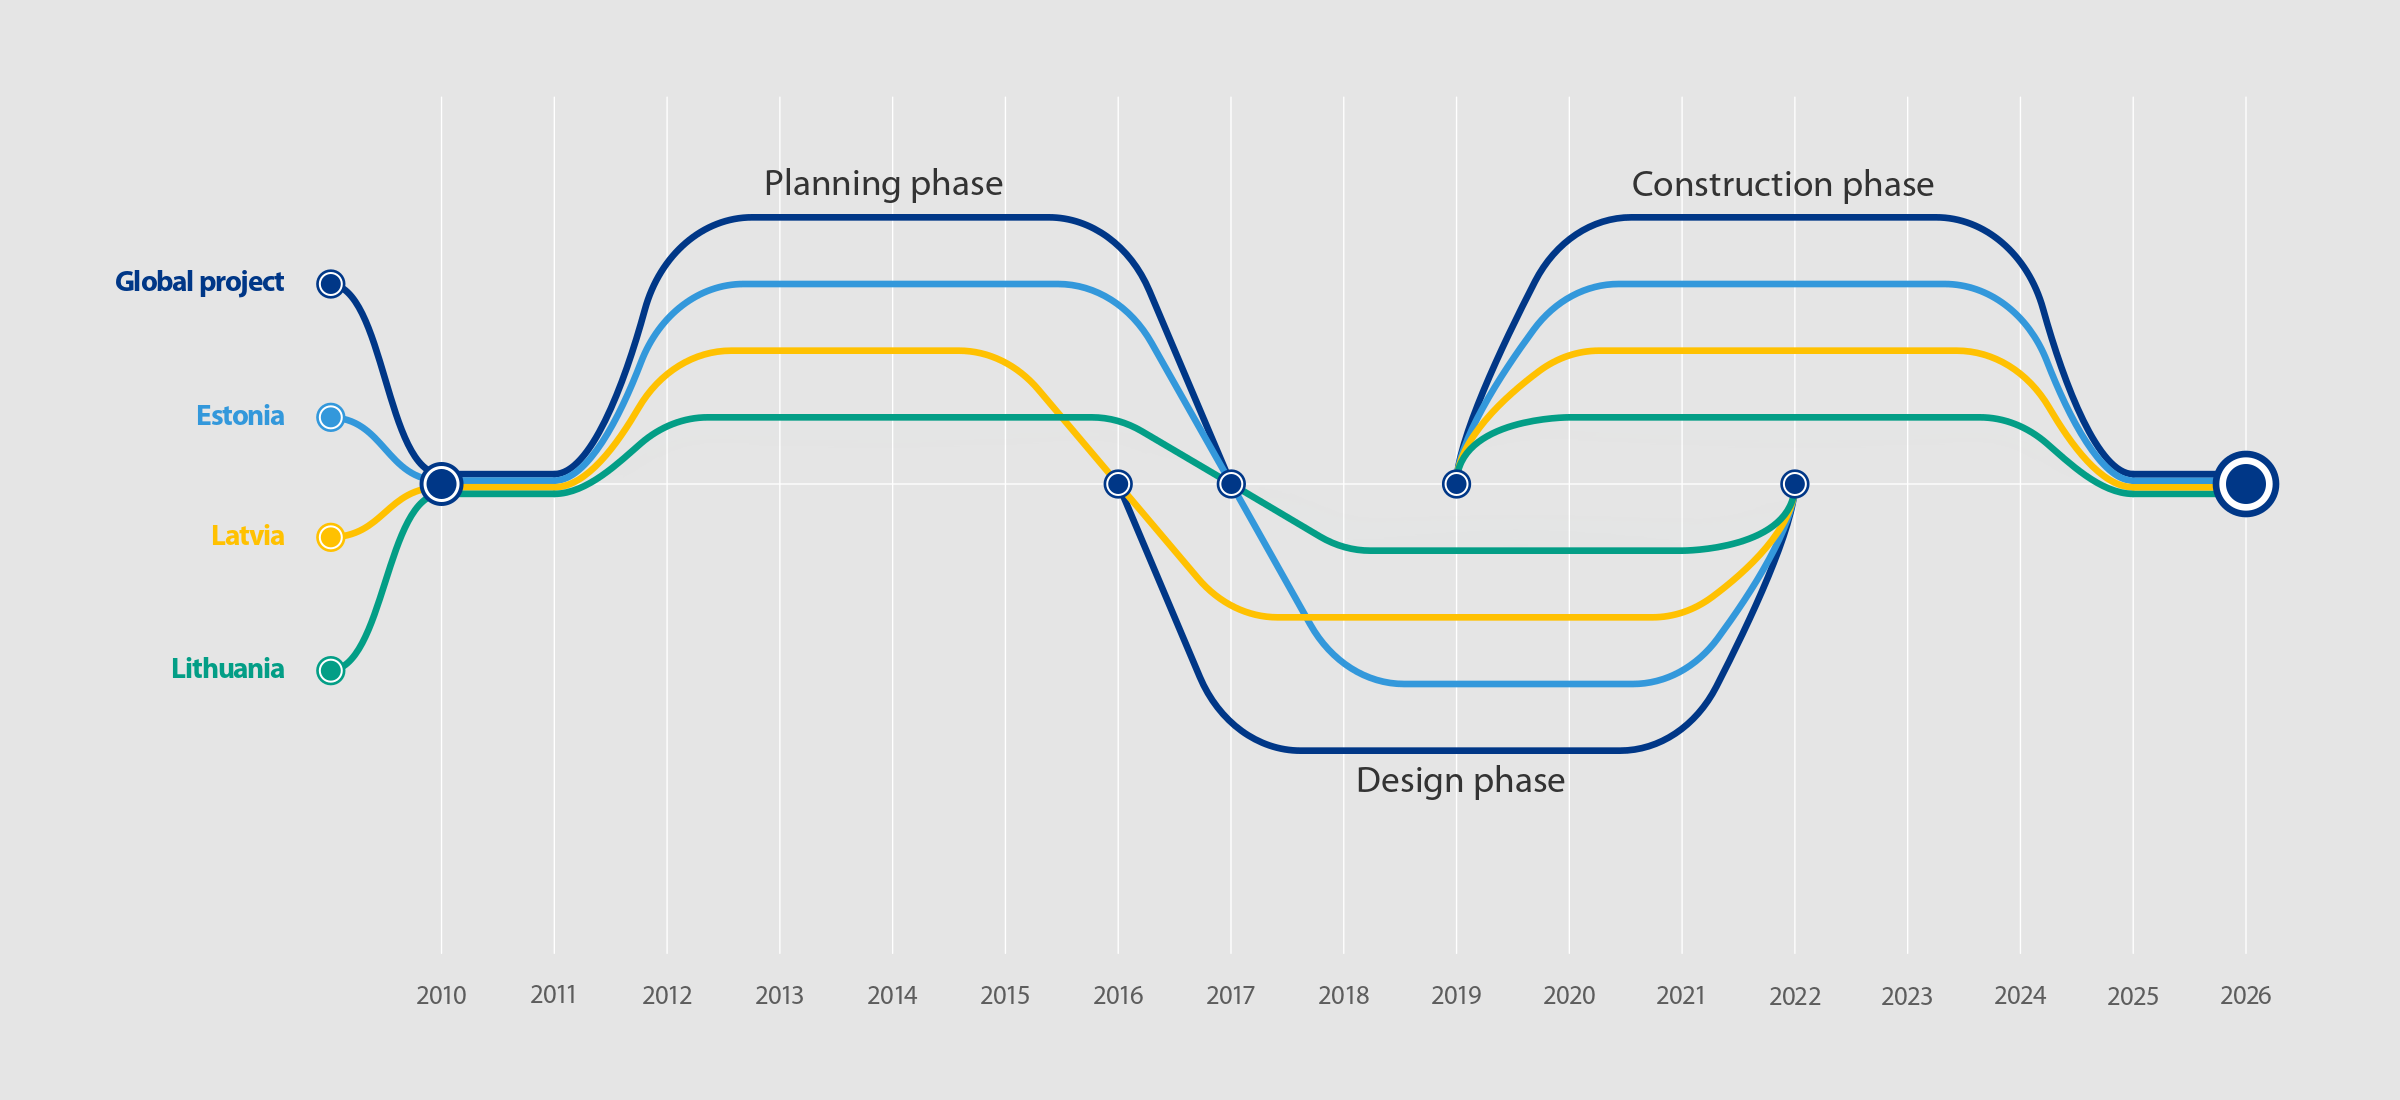 Planning phase
Construction phase
Global project
Estonia
Latvia
Lithuania
Design phase
2010 2011 2012 2013 2014 2015 2016 2017 2018 2019 2020 2021 2022 2023 2024 2025 2026